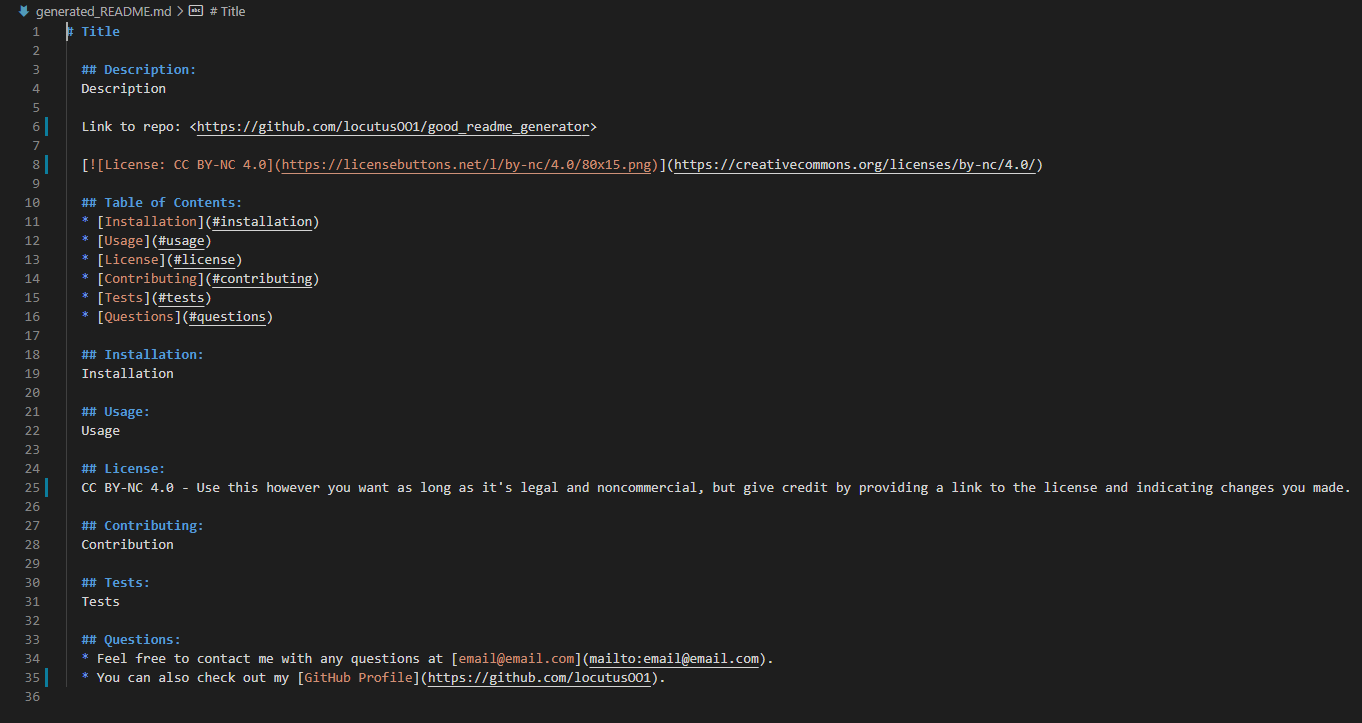 generated_README.md > # Title
1 # Title
2
3 ## Description:
4 Description
5
6 Link to repo: <https://github.com/locutus001/good_readme_generator>
7
8 [![License: CC BY-NC 4.0](https://licensebuttons.net/l/by-nc/4.0/80x15.png)](https://creativecommons.org/licenses/by-nc/4.0/)
9
10 ## Table of Contents:
11 * [Installation](#installation)
12 * [Usage](#usage)
13 * [License](#license)
14 * [Contributing](#contributing)
15 * [Tests](#tests)
16 * [Questions](#questions)
17
18 ## Installation:
19 Installation
20
21 ## Usage:
22 Usage
23
24 ## License:
25 CC BY-NC 4.0 - Use this however you want as long as it's legal and noncommercial, but give credit by providing a link to the license and indicating changes you made.
26
27 ## Contributing:
28 Contribution
29
30 ## Tests:
31 Tests
32
33 ## Questions:
34 * Feel free to contact me with any questions at [email@email.com](mailto:email@email.com).
35 * You can also check out my [GitHub Profile](https://github.com/locutus001).
36